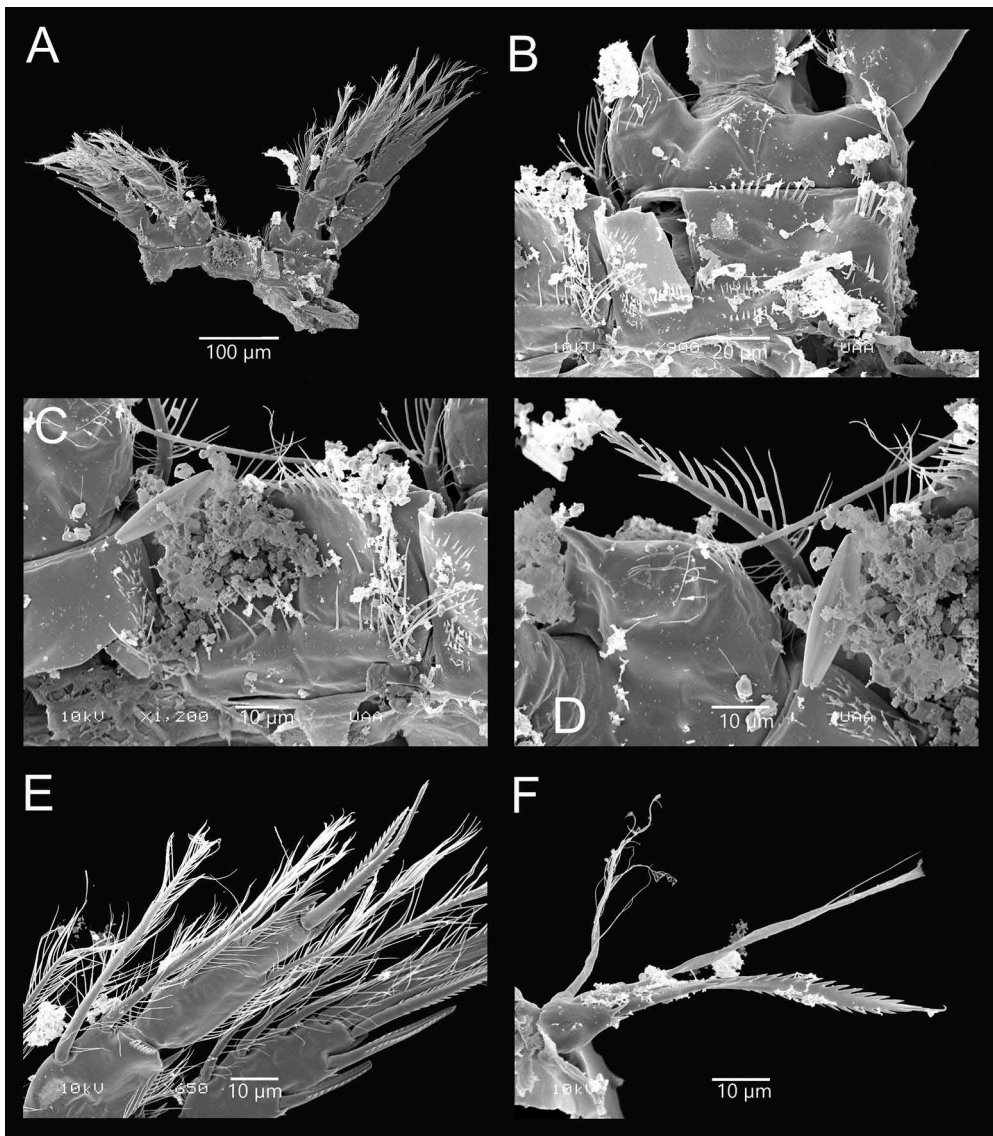 A
100 µm
B
10kV X900 20 µm UAA
C
10kV X1,200 10 µm UAA
D
10 µm UAA
E
10kV X650 10 µm
F
10kV 10 µm